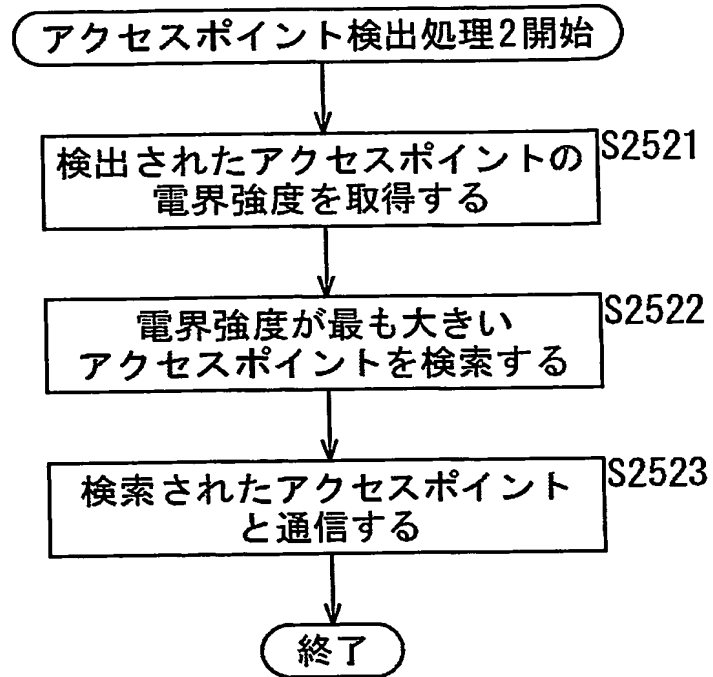 アクセスポイント検出処理2開始
検出されたアクセスポイントの
電界強度を取得する
S2521
電界強度が最も大きい
アクセスポイントを検索する
S2522
検索されたアクセスポイント
と通信する
S2523
終了